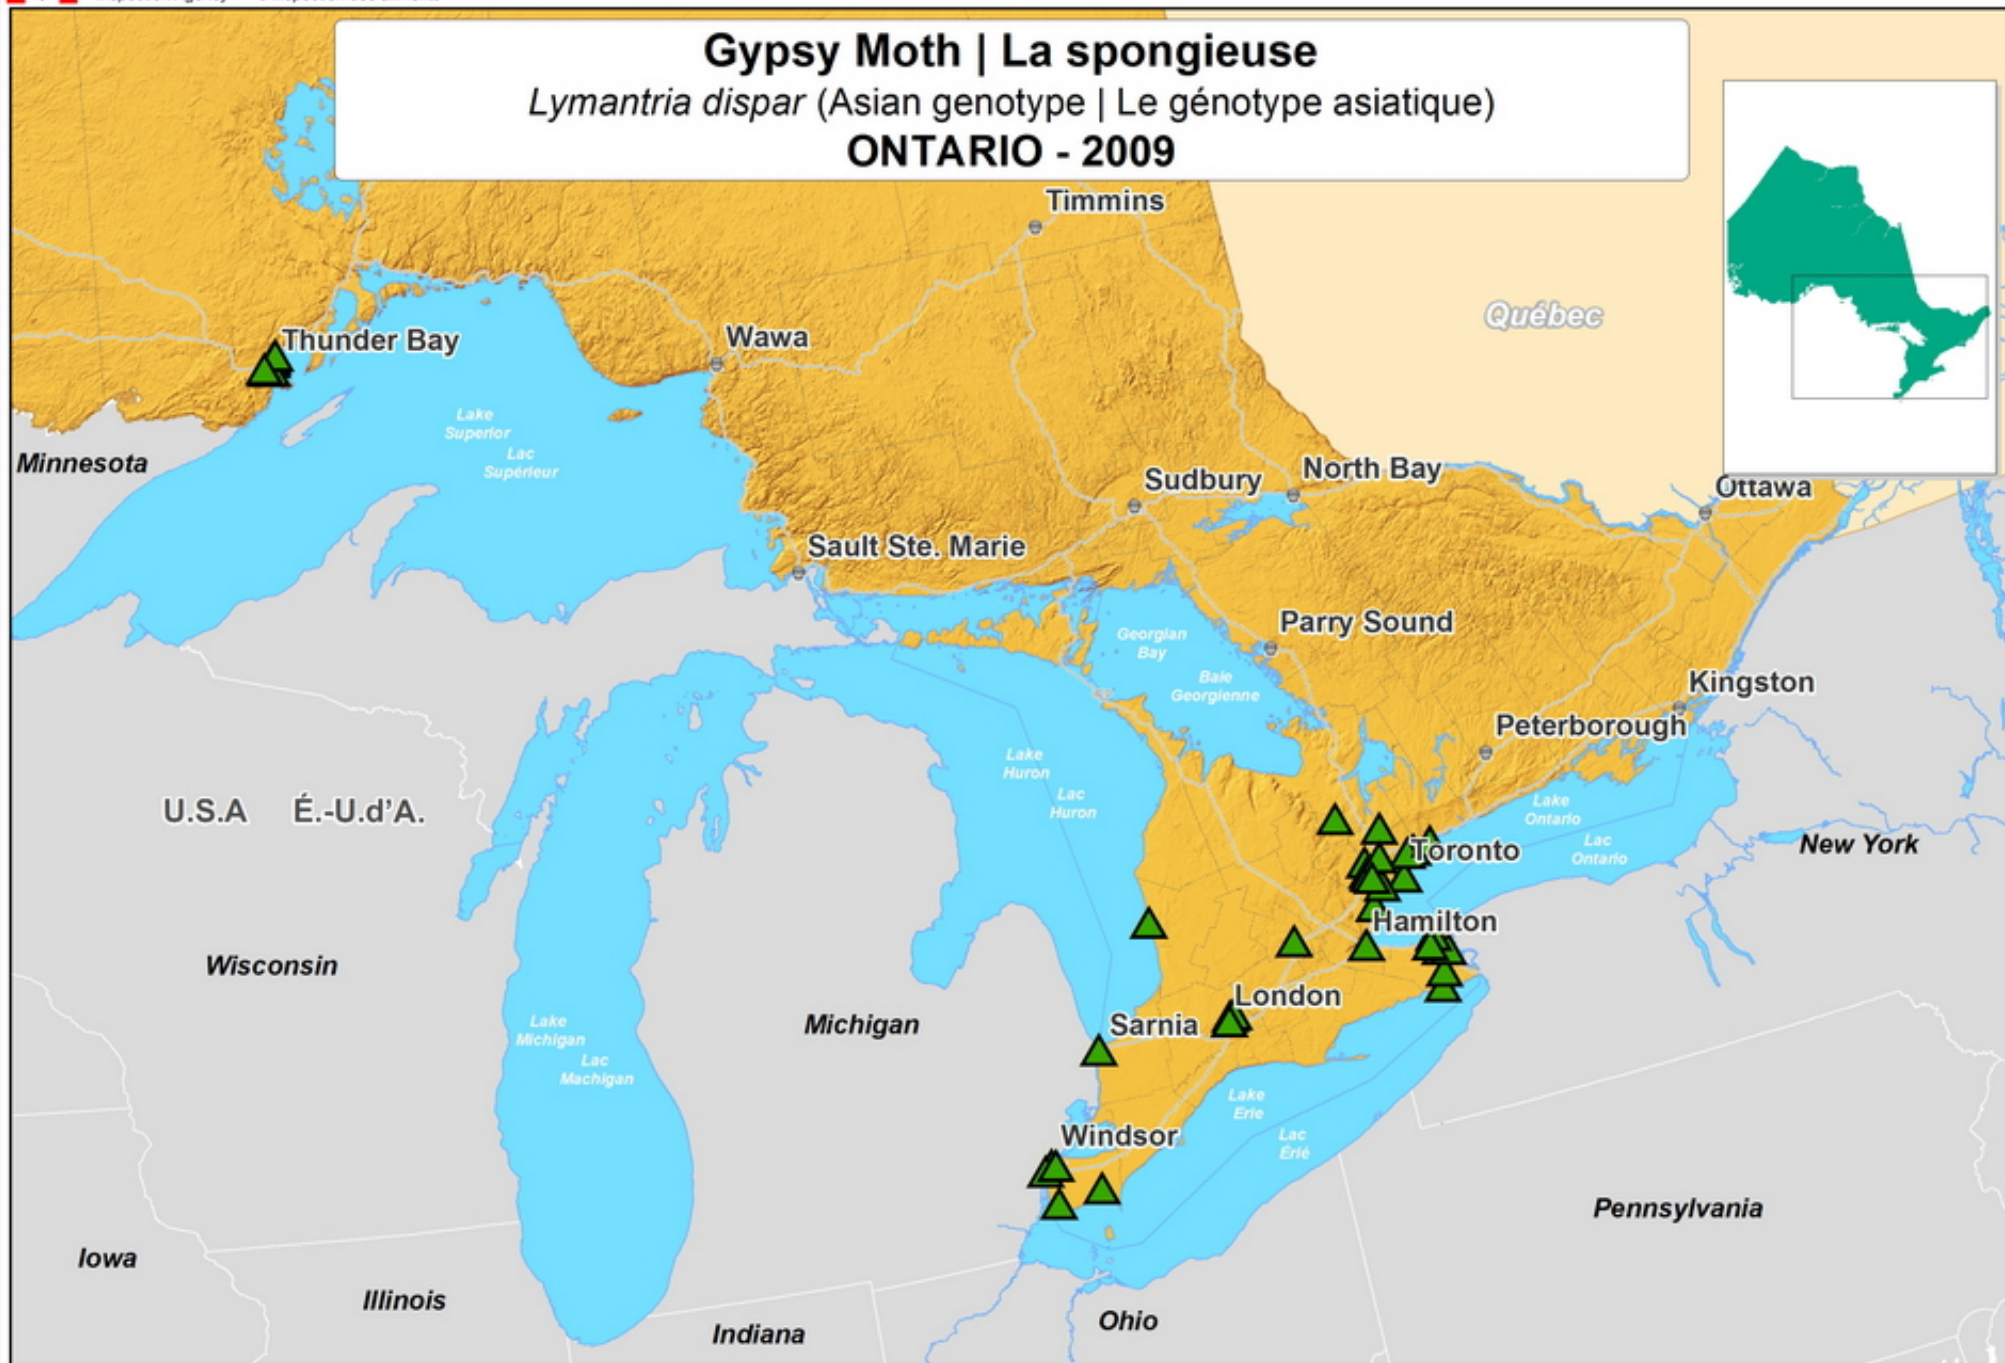 Gypsy Moth | La spongieuse
Lymantria dispar (Asian genotype | Le génotype asiatique)
ONTARIO - 2009
Timmins
Québec
Thunder Bay
Wawa
Lake
Superior
Lac
Supérieur
Minnesota
Sudbury
North Bay
Ottawa
Sault Ste. Marie
Parry Sound
Georgian
Bay
Baie
Georgienne
Kingston
Peterborough
Lake
Huron
Lac
Huron
U.S.A É.-U.d'A.
Lake
Ontario
Lac
Ontario
New York
Toronto
Hamilton
Wisconsin
London
Michigan
Sarnia
Lake
Michigan
Lac
Machigan
Lake
Erie
Lac
Érié
Windsor
Pennsylvania
Iowa
Illinois
Indiana
Ohio